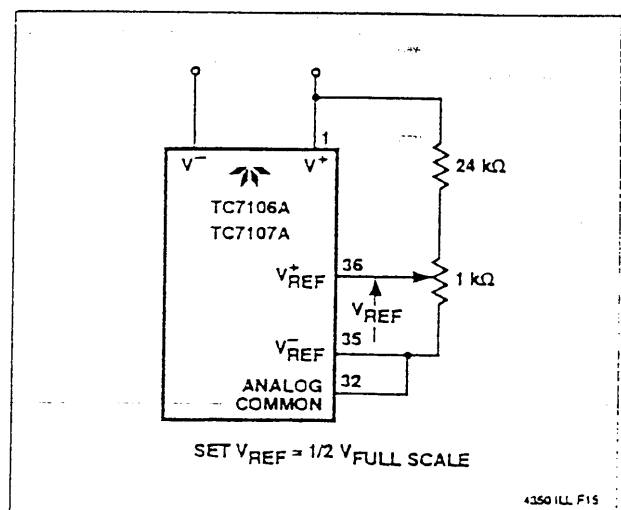 1
V⁻
V⁺
24 kΩ
TC7106A
TC7107A
36
V⁺REF
1 kΩ
VREF
35
V⁻REF
32
ANALOG
COMMON
SET VREF = 1/2 VFULL SCALE
4350 ILL F15